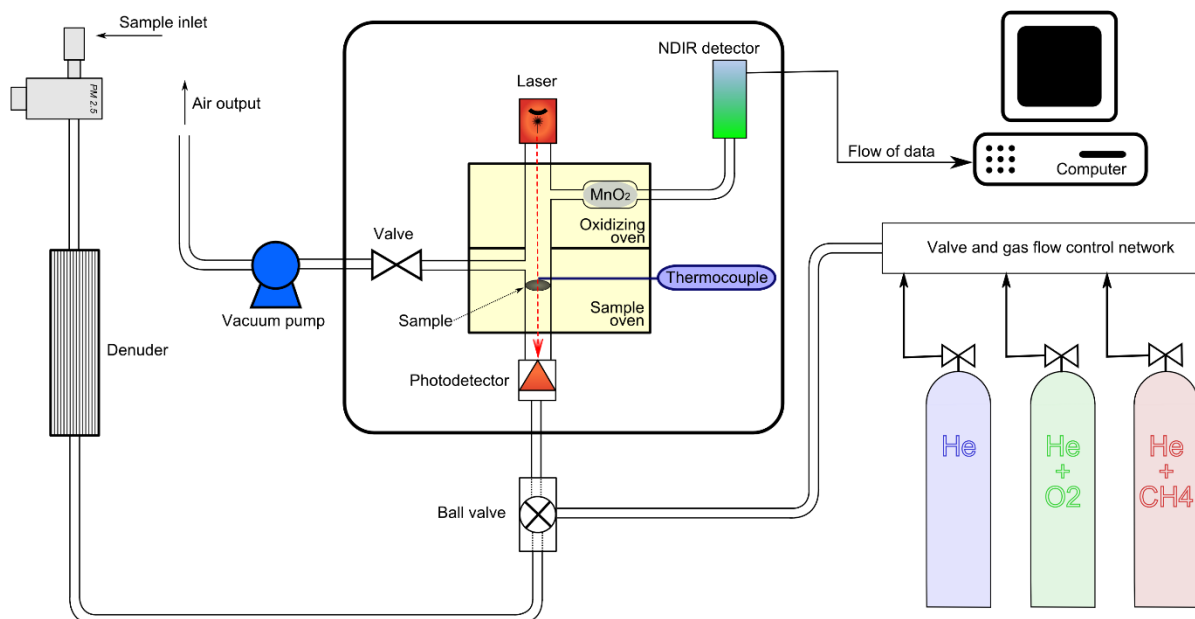 Sample inlet
PM 2.5
Air output
Laser
NDIR detector
Flow of data
Computer
MnO2
Oxidizing
oven
Valve
Valve and gas flow control network
Thermocouple
Sample
Sample
oven
Vacuum pump
Denuder
Photodetector
Ball valve
He
He
+
O2
He
+
CH4